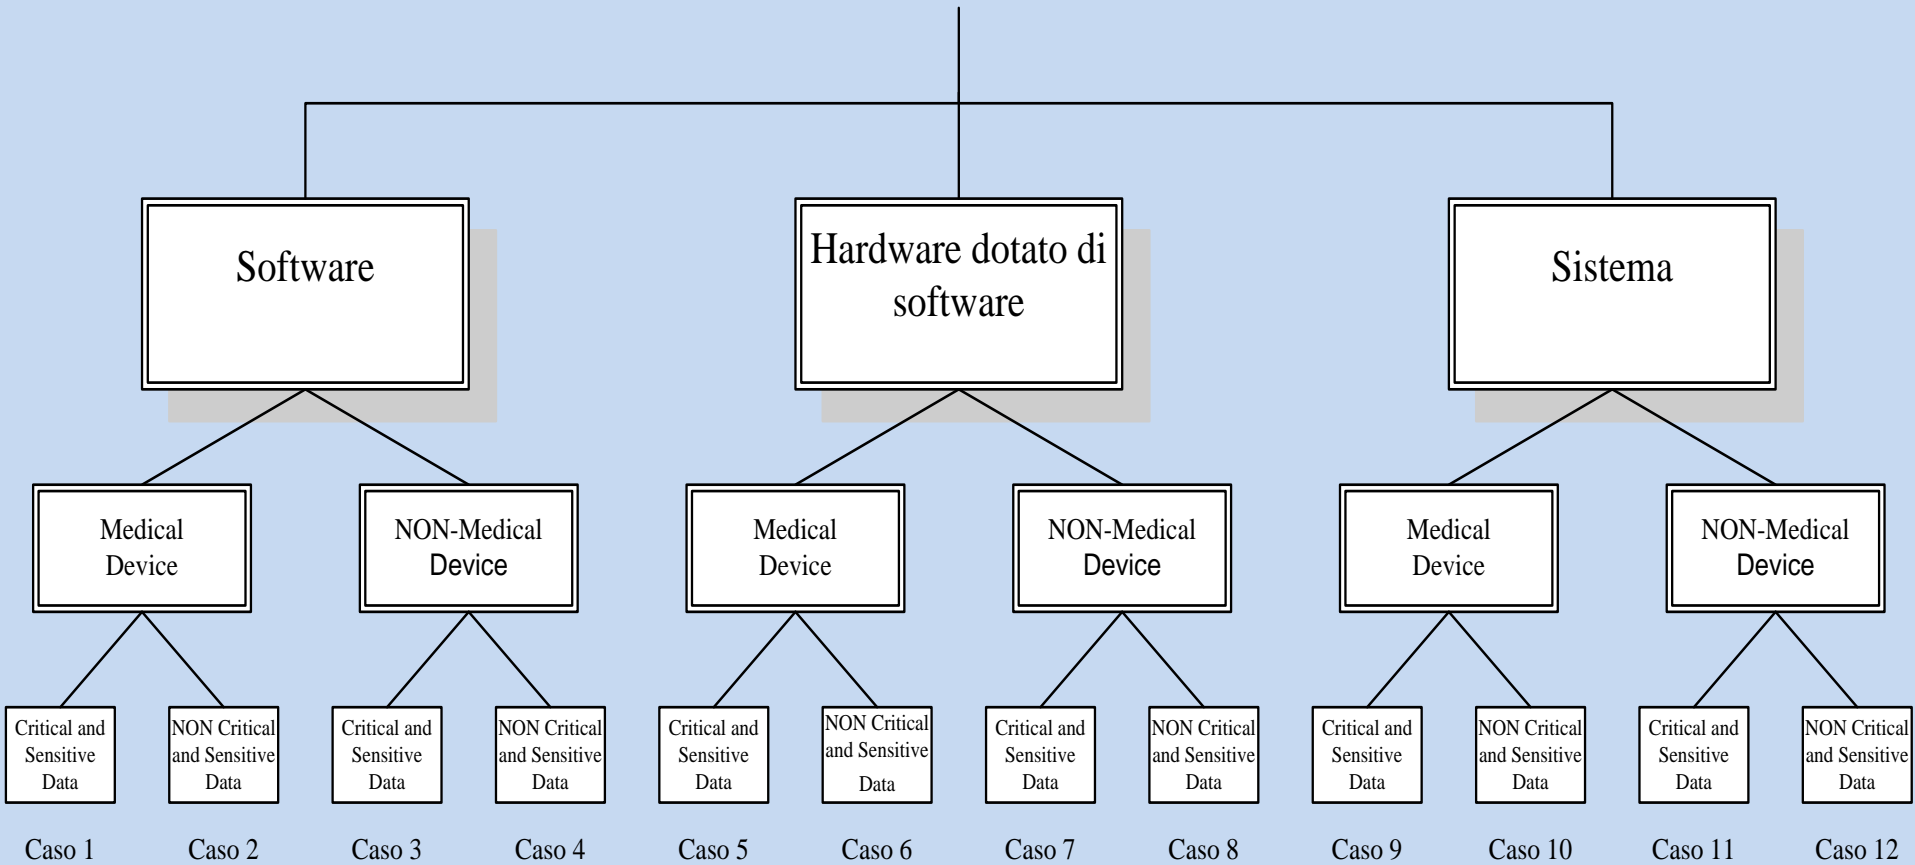 Software
Hardware dotato di
software
Sistema
Medical
Device
NON-Medical
Device
Medical
Device
NON-Medical
Device
Medical
Device
NON-Medical
Device
Critical and
Sensitive
Data
NON Critical
and Sensitive
Data
Critical and
Sensitive
Data
NON Critical
and Sensitive
Data
Critical and
Sensitive
Data
NON Critical
and Sensitive
Data
Critical and
Sensitive
Data
NON Critical
and Sensitive
Data
Critical and
Sensitive
Data
NON Critical
and Sensitive
Data
Critical and
Sensitive
Data
NON Critical
and Sensitive
Data
Caso 1
Caso 2
Caso 3
Caso 4
Caso 5
Caso 6
Caso 7
Caso 8
Caso 9
Caso 10
Caso 11
Caso 12